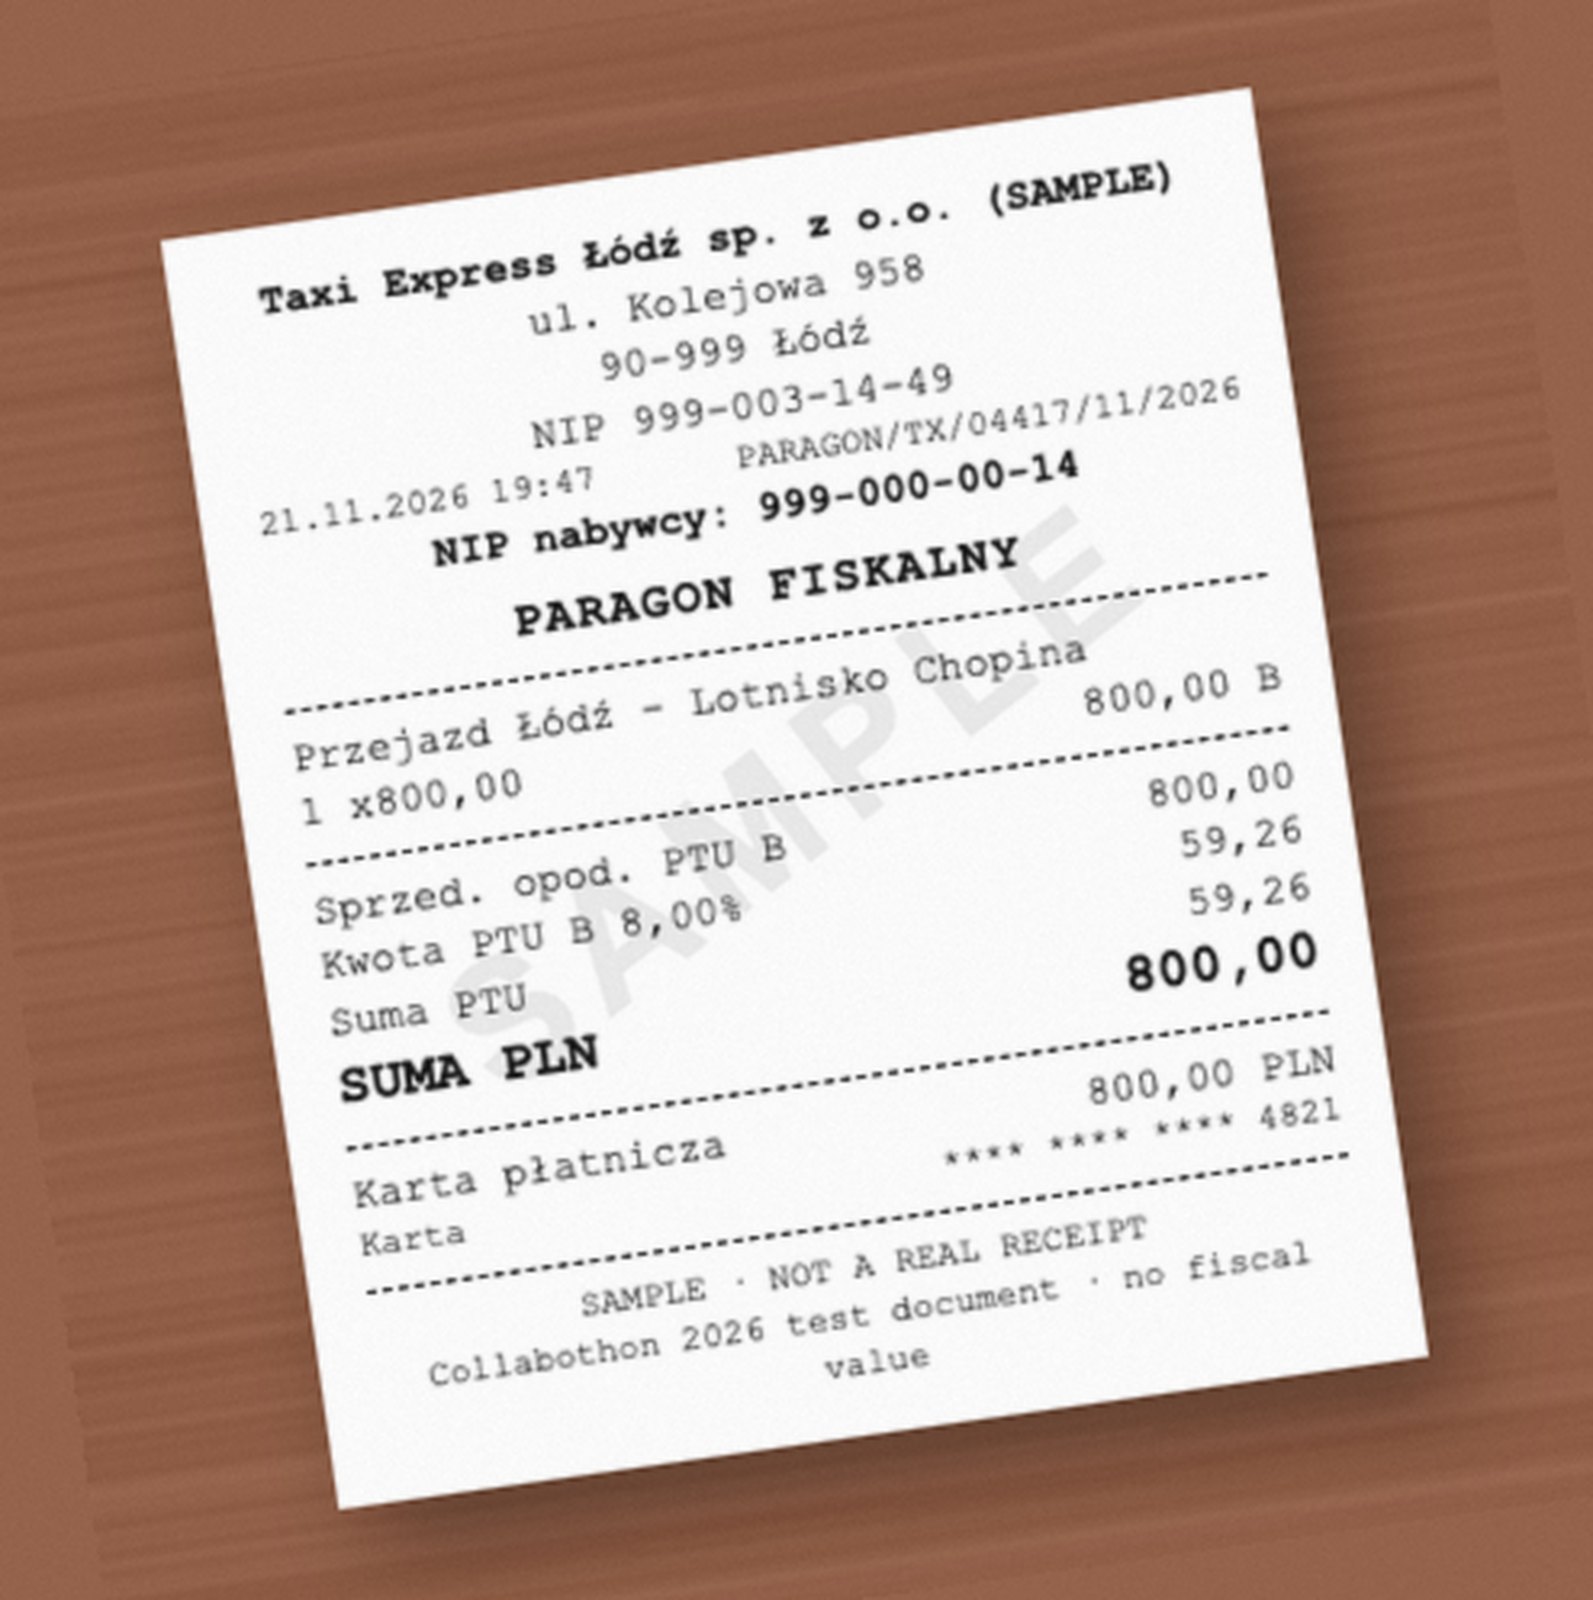 Taxi Express Łódź sp. z o.o. (SAMPLE)
ul. Kolejowa 958
90-999 Łódź
NIP 999-003-14-49
21.11.2026 19:47 PARAGON/TX/04417/11/2026
NIP nabywcy: 999-000-00-14
PARAGON FISKALNY
Przejazd Łódź - Lotnisko Chopina
1 x800,00 800,00 B
Sprzed. opod. PTU B 800,00
Kwota PTU B 8,00% 59,26
Suma PTU 59,26
SUMA PLN 800,00
Karta płatnicza 800,00 PLN
Karta **** **** **** 4821
SAMPLE · NOT A REAL RECEIPT
Collabothon 2026 test document · no fiscal
value
SAMPLE